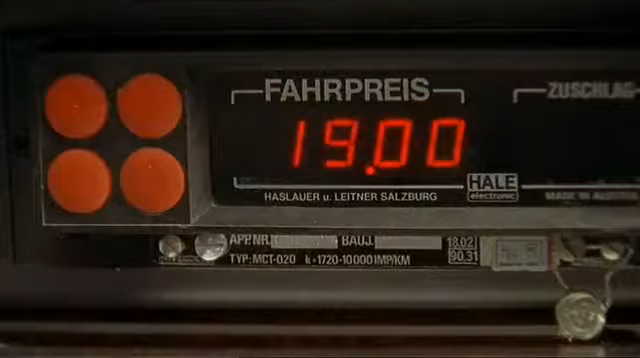 FAHRPREIS
ZUSCHLAG
19.00
HASLAUER u. LEITNER SALZBURG
HALE
electronic
MADE IN AUSTRIA
APP.NR. BAUJ. 18.02
TYP: MCT-020 k=1720-10000 IMP/KM 90.31